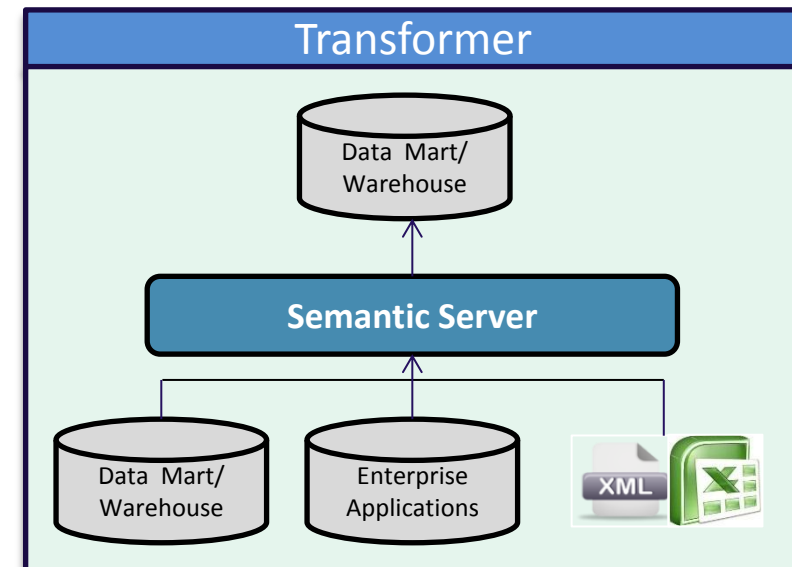 Transformer
Data Mart/
Warehouse
Semantic Server
Data Mart/
Warehouse
Enterprise
Applications
XML
X